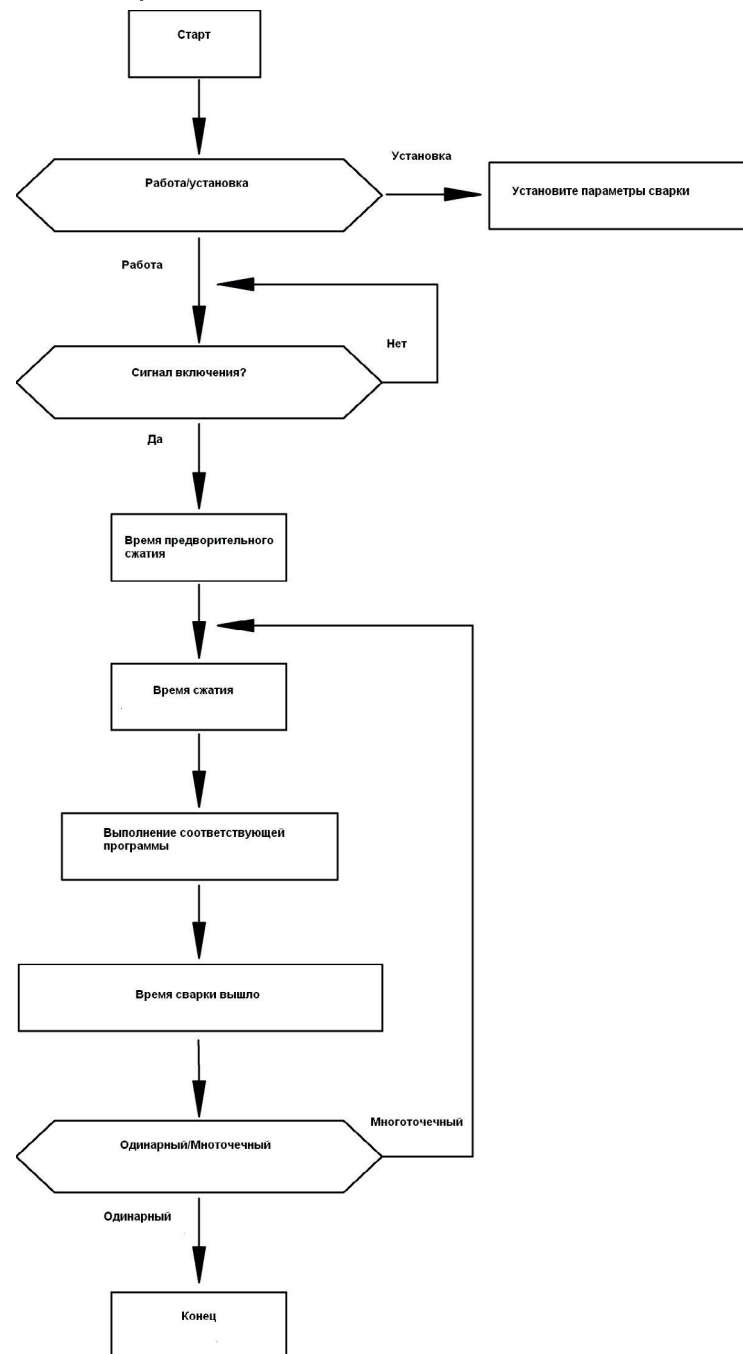 Старт
Работа/установка
Установка
Установите параметры сварки
Работа
Нет
Сигнал включения?
Да
Время предворительного
сжатия
Время сжатия
Выполнение соответствующей
программы
Время сварки вышло
Многоточечный
Одинарный/Мноточечный
Одинарный
Конец